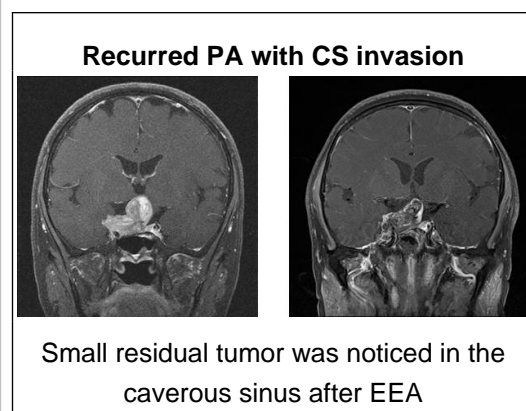 Recurred PA with CS invasion
Small residual tumor was noticed in the
caverous sinus after EEA